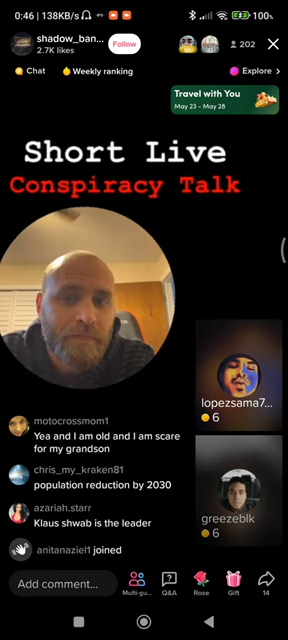 0:46 | 138KB/s
100%
shadow_ban...
2.7K likes
Follow
202
Chat
Weekly ranking
Explore >
Travel with You
May 23 - May 28
Short Live
Conspiracy Talk
lopezsama7...
6
motocrossmom1
Yea and I am old and I am scare
for my grandson
chris_my_kraken81
population reduction by 2030
azariah.starr
Klaus shwab is the leader
anitanaziel1 joined
greezeblk
6
Add comment...
Multi-gu...
Q&A
Rose
Gift
14